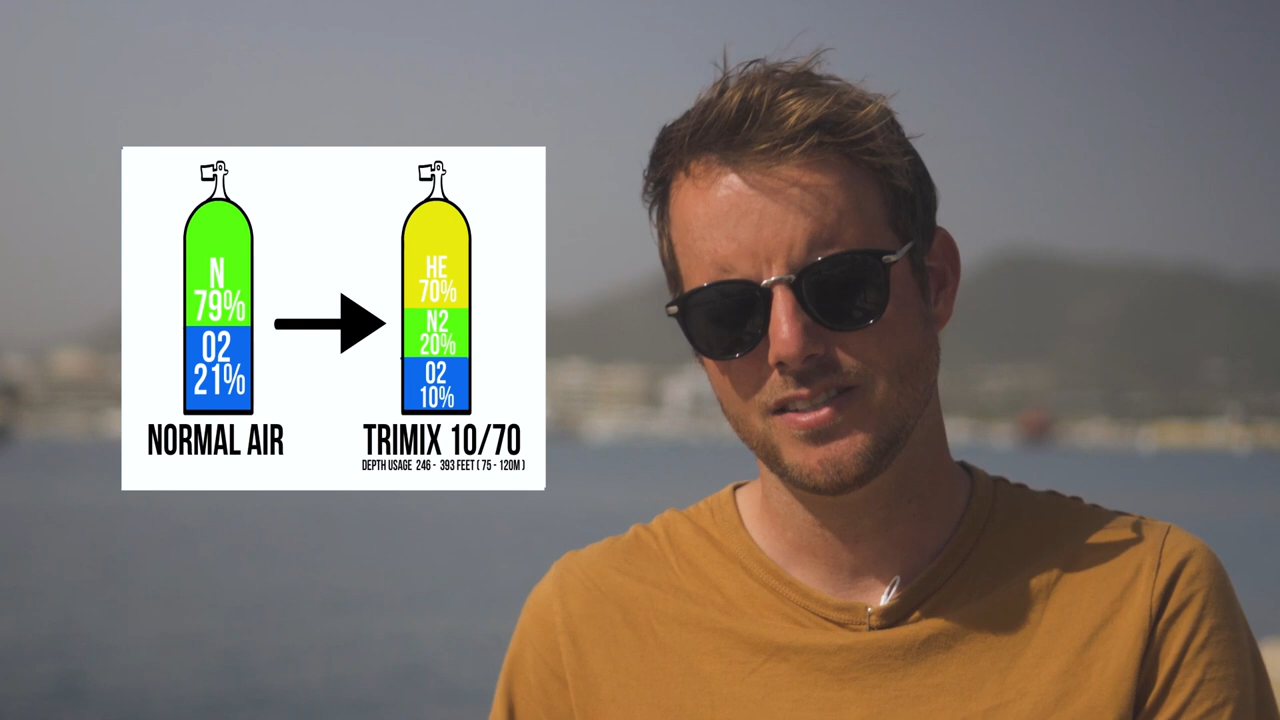 N
79%
O2
21%
NORMAL AIR
HE
70%
N2
20%
O2
10%
TRIMIX 10/70
DEPTH USAGE 246 - 393 FEET ( 75 - 120M )